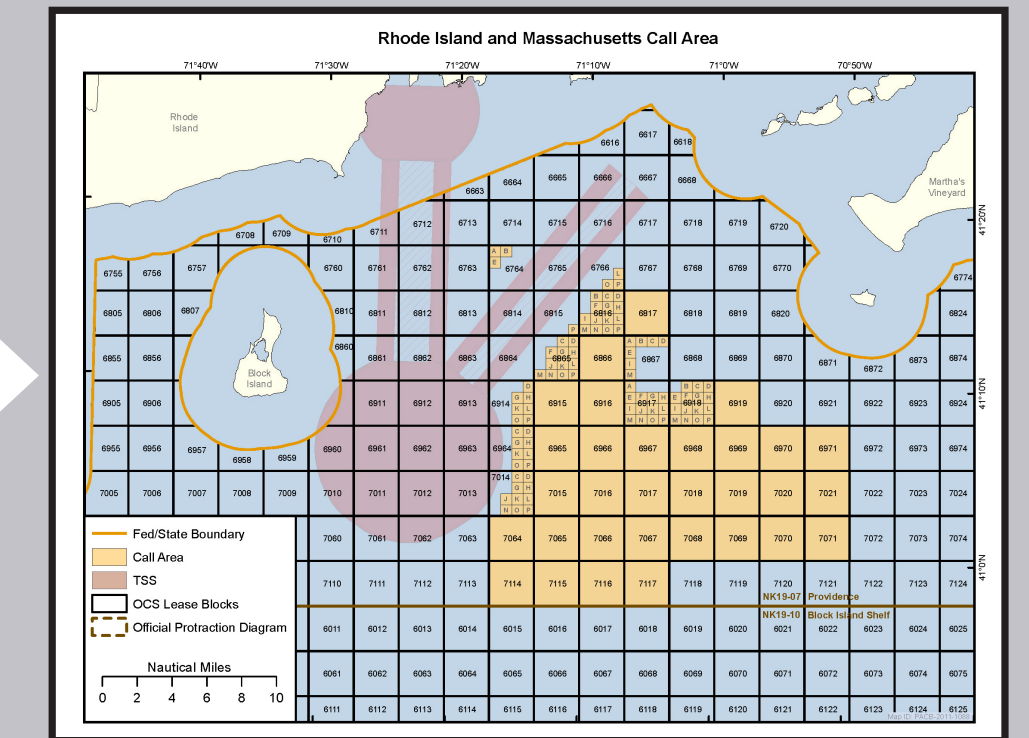 Rhode Island and Massachusetts Call Area
71°40'W 71°30'W 71°20'W 71°10'W 71°0'W 70°50'W
Rhode
Island
Martha's
Vineyard
Block
Island
41°20'N
41°10'N
41°0'N
6616 6617 6618
6663 6664 6665 6666 6667 6668
6708 6709 6710 6711 6712 6713 6714 6715 6716 6717 6718 6719 6720
A B
E
6755 6756 6757 6760 6761 6762 6763 6764 6765 6766 6767 6768 6769 6770 6774
L
O P
6805 6806 6807 6810 6811 6812 6813 6814 6815 6816 6817 6818 6819 6820 6824
B C D
F G H
I J K L
P M N O P
6855 6856 6860 6861 6862 6863 6864 6865 6866 6867 6868 6869 6870 6871 6872 6873 6874
C D A B C D
F G H E
J K L I
M N O P M
6905 6906 6911 6912 6913 6914 6915 6916 6917 6918 6919 6920 6921 6922 6923 6924
D A B C D
G H E F G H E F G H
K L I J K L I J K L
O P M N O P M N O P
6955 6956 6957 6958 6959 6960 6961 6962 6963 6964 6965 6966 6967 6968 6969 6970 6971 6972 6973 6974
C D
G H
K L
O P
7005 7006 7007 7008 7009 7010 7011 7012 7013 7014 7015 7016 7017 7018 7019 7020 7021 7022 7023 7024
C D
G H
J K L
N O P
7060 7061 7062 7063 7064 7065 7066 7067 7068 7069 7070 7071 7072 7073 7074
7110 7111 7112 7113 7114 7115 7116 7117 7118 7119 7120 7121 7122 7123 7124
NK19-07 Providence
NK19-10 Block Island Shelf
6011 6012 6013 6014 6015 6016 6017 6018 6019 6020 6021 6022 6023 6024 6025
6061 6062 6063 6064 6065 6066 6067 6068 6069 6070 6071 6072 6073 6074 6075
6111 6112 6113 6114 6115 6116 6117 6118 6119 6120 6121 6122 6123 6124 6125
Fed/State Boundary
Call Area
TSS
OCS Lease Blocks
Official Protraction Diagram
Nautical Miles
0 2 4 6 8 10